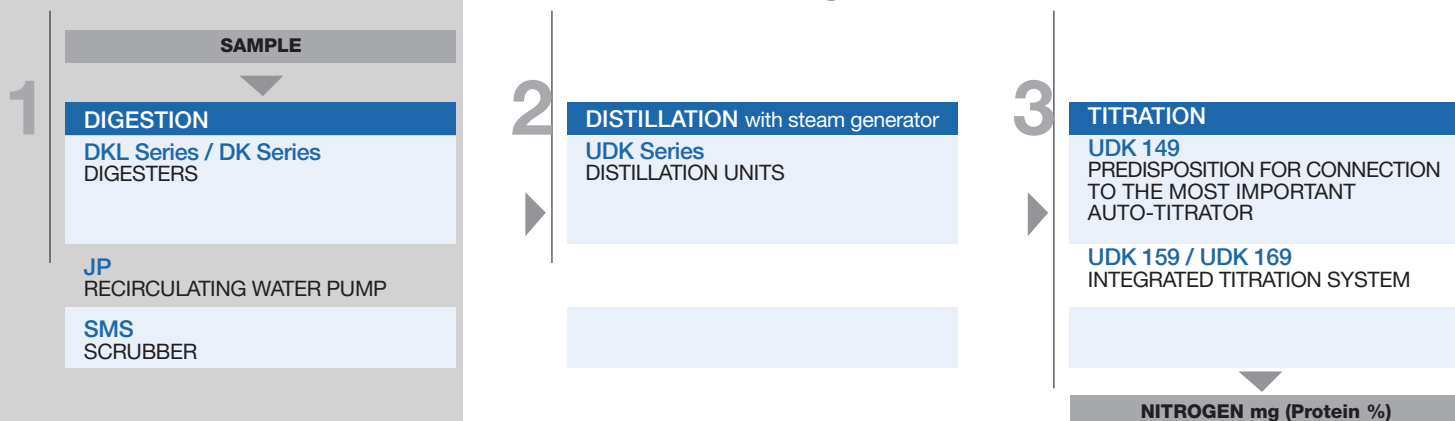 1
SAMPLE
DIGESTION
DKL Series / DK Series
DIGESTERS
JP
RECIRCULATING WATER PUMP
SMS
SCRUBBER
2
DISTILLATION with steam generator
UDK Series
DISTILLATION UNITS
3
TITRATION
UDK 149
PREDISPOSITION FOR CONNECTION
TO THE MOST IMPORTANT
AUTO-TITRATOR
UDK 159 / UDK 169
INTEGRATED TITRATION SYSTEM
NITROGEN mg (Protein %)